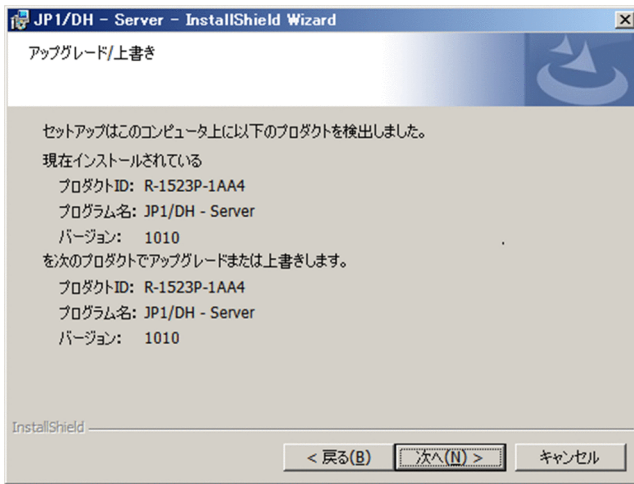 JP1/DH - Server - InstallShield Wizard
アップグレード/上書き
セットアップはこのコンピュータ上に以下のプロダクトを検出しました。
現在インストールされている
プロダクトID: R-1523P-1AA4
プログラム名: JP1/DH - Server
バージョン: 1010
を次のプロダクトでアップグレードまたは上書きします。
プロダクトID: R-1523P-1AA4
プログラム名: JP1/DH - Server
バージョン: 1010
InstallShield
< 戻る(B) 次へ(N) > キャンセル